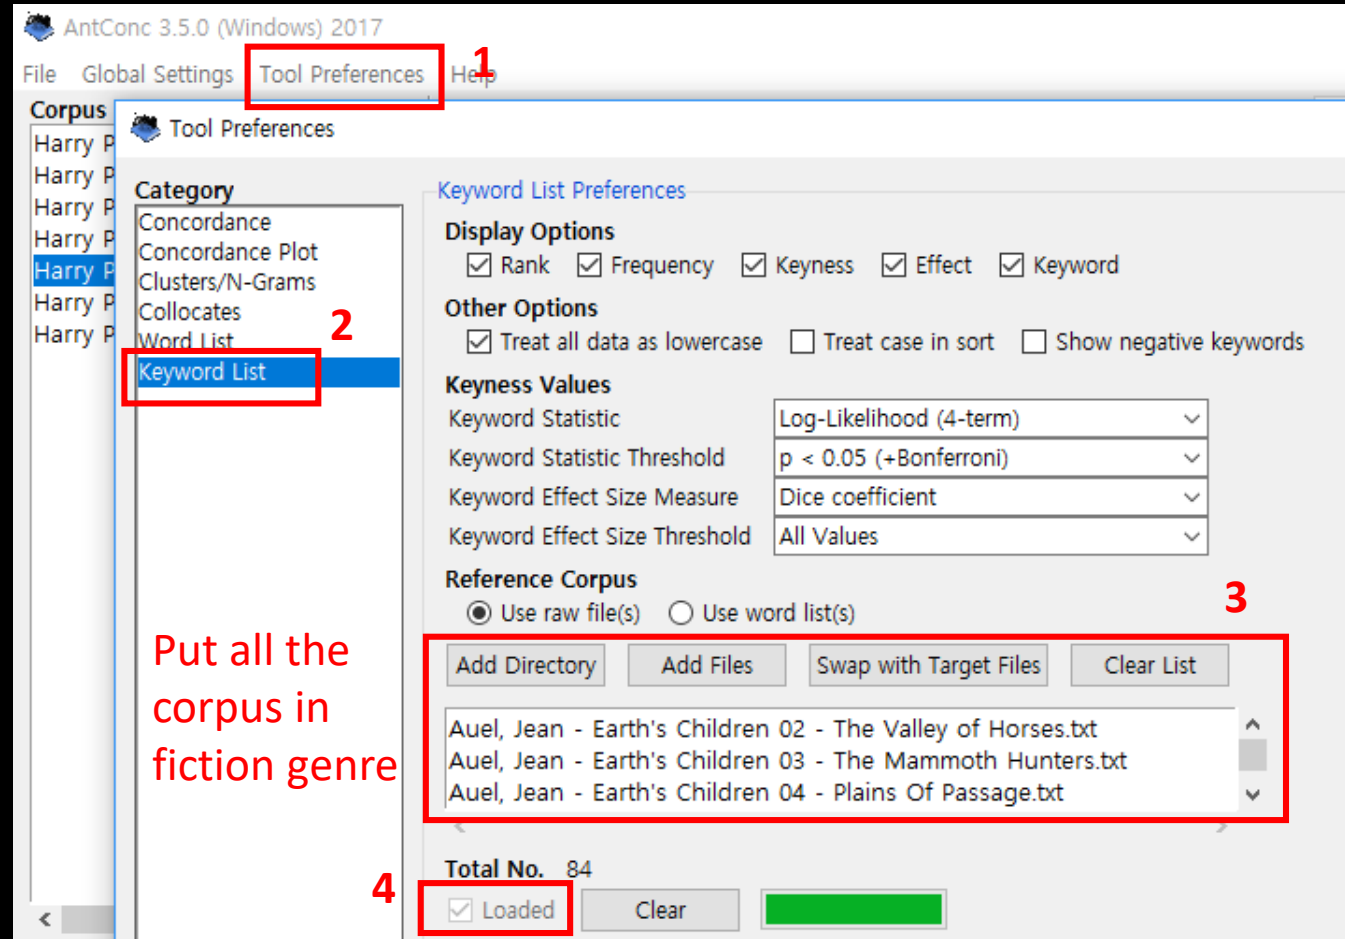 AntConc 3.5.0 (Windows) 2017
1
File Global Settings Tool Preferences Help
Corpus
Harry P
Harry P
Harry P
Harry P
Harry P
Harry P
Harry P
Tool Preferences
Category
Concordance
Concordance Plot
Clusters/N-Grams
Collocates
Word List
2
Keyword List
Put all the
corpus in
fiction genre
Keyword List Preferences
Display Options
Rank Frequency Keyness Effect Keyword
Other Options
Treat all data as lowercase Treat case in sort Show negative keywords
Keyness Values
Keyword Statistic Log-Likelihood (4-term)
Keyword Statistic Threshold p < 0.05 (+Bonferroni)
Keyword Effect Size Measure Dice coefficient
Keyword Effect Size Threshold All Values
Reference Corpus
3
Use raw file(s) Use word list(s)
Add Directory Add Files Swap with Target Files Clear List
Auel, Jean - Earth's Children 02 - The Valley of Horses.txt
Auel, Jean - Earth's Children 03 - The Mammoth Hunters.txt
Auel, Jean - Earth's Children 04 - Plains Of Passage.txt
Total No. 84
4
Loaded Clear